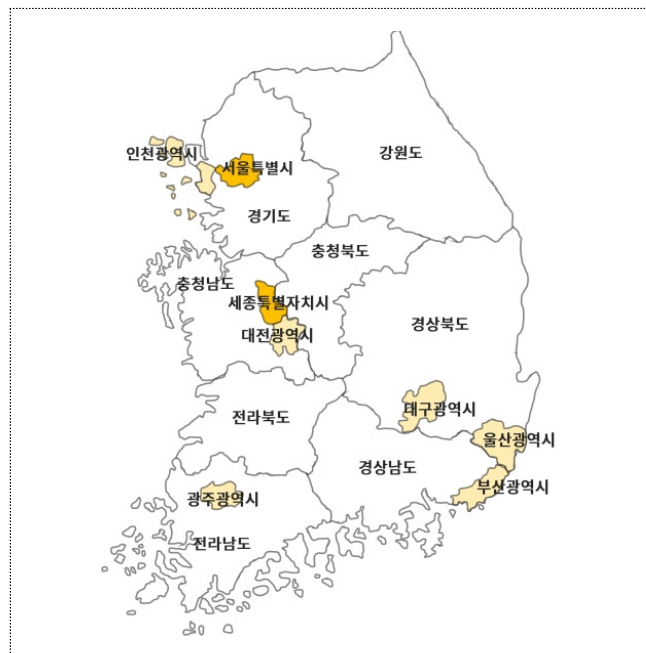 인천광역시
서울특별시
강원도
경기도
충청북도
충청남도
세종특별자치시
대전광역시
경상북도
전라북도
대구광역시
울산광역시
경상남도
부산광역시
광주광역시
전라남도